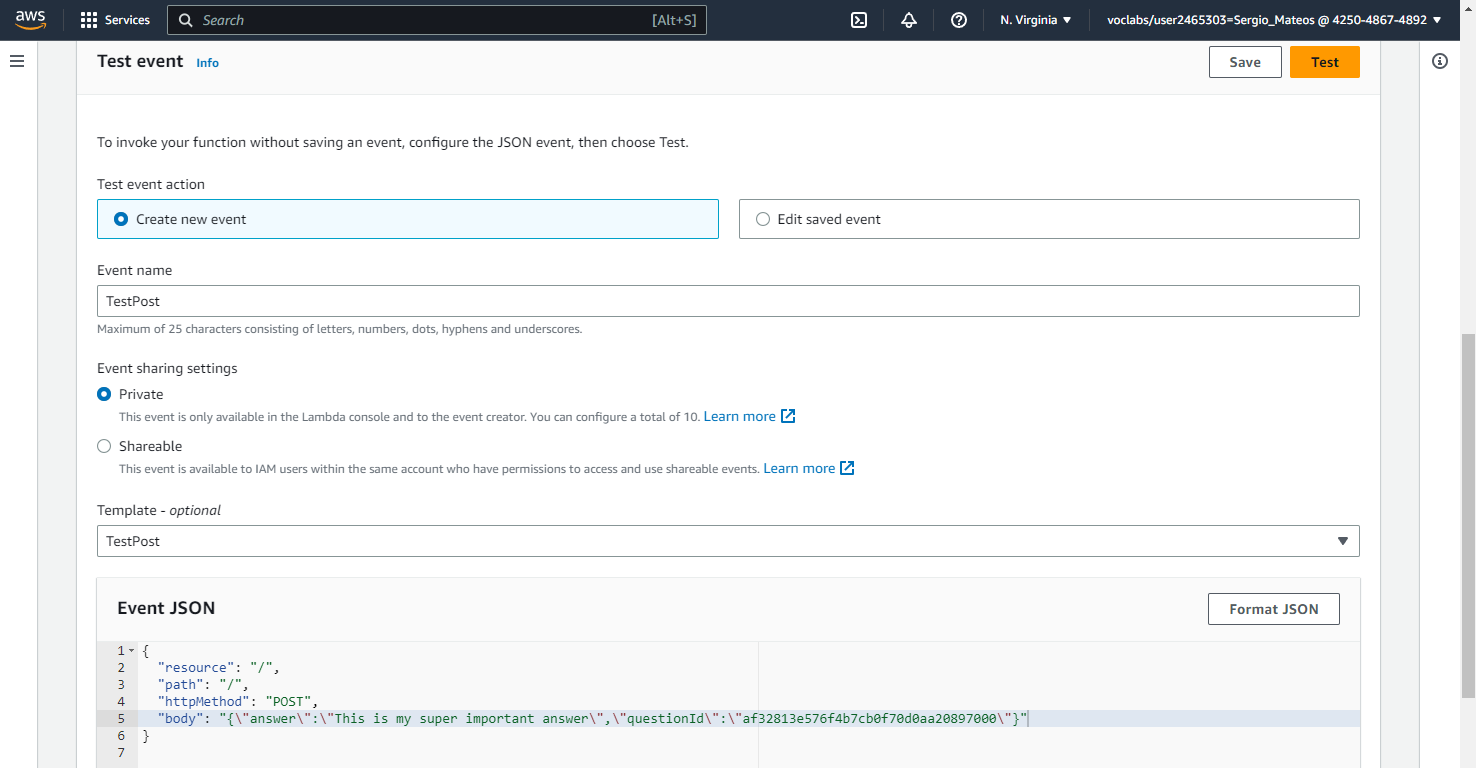 aws Services Search [Alt+S] N. Virginia voclabs/user2465303=Sergio_Mateos @ 4250-4867-4892
Test event Info Save Test
To invoke your function without saving an event, configure the JSON event, then choose Test.
Test event action
Create new event Edit saved event
Event name
TestPost
Maximum of 25 characters consisting of letters, numbers, dots, hyphens and underscores.
Event sharing settings
Private
This event is only available in the Lambda console and to the event creator. You can configure a total of 10. Learn more
Shareable
This event is available to IAM users within the same account who have permissions to access and use shareable events. Learn more
Template - optional
TestPost
Event JSON Format JSON
1 {
2 "resource": "/",
3 "path": "/",
4 "httpMethod": "POST",
5 "body": "{\"answer\":\"This is my super important answer\",\"questionId\":\"af32813e576f4b7cb0f70d0aa20897000\"}"
6 }
7